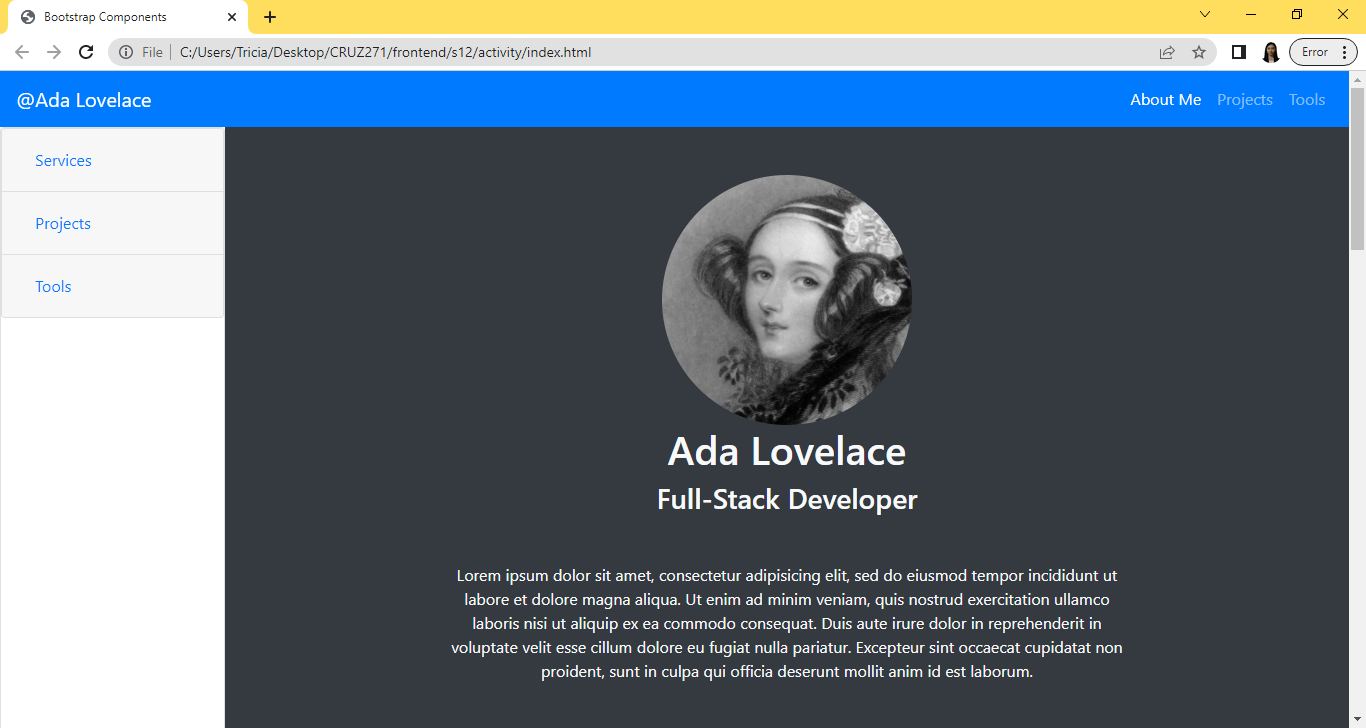 Bootstrap Components
File
C:/Users/Tricia/Desktop/CRUZ271/frontend/s12/activity/index.html
Error
@Ada Lovelace
About Me Projects Tools
Services
Projects
Tools
Ada Lovelace
Full-Stack Developer
Lorem ipsum dolor sit amet, consectetur adipisicing elit, sed do eiusmod tempor incididunt ut
labore et dolore magna aliqua. Ut enim ad minim veniam, quis nostrud exercitation ullamco
laboris nisi ut aliquip ex ea commodo consequat. Duis aute irure dolor in reprehenderit in
voluptate velit esse cillum dolore eu fugiat nulla pariatur. Excepteur sint occaecat cupidatat non
proident, sunt in culpa qui officia deserunt mollit anim id est laborum.